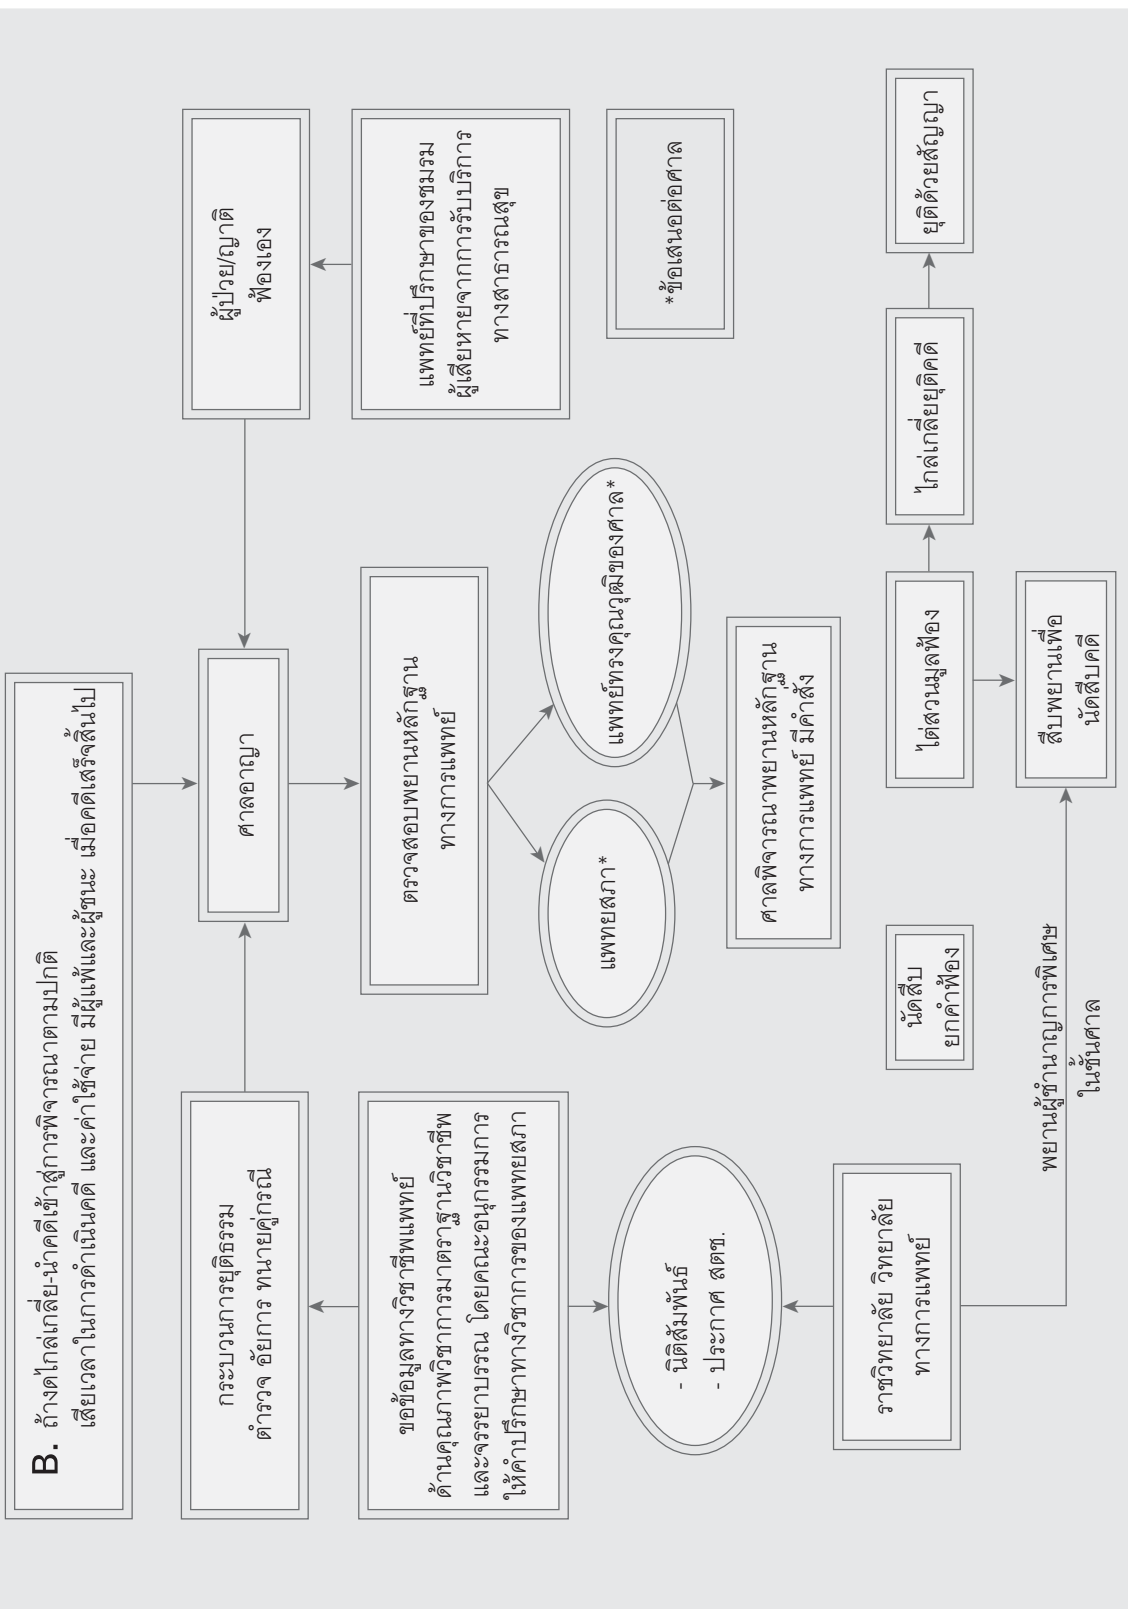 B. ถ้างดไกล่เกลี่ย-นำคดีเข้าสู่การพิจารณาตามปกติ
เสียเวลาในการดำเนินคดี และค่าใช้จ่าย มีผู้แพ้และผู้ชนะ เมื่อคดีเสร็จสิ้นไป
กระบวนการยุติธรรม
ตำรวจ อัยการ ทนายคู่กรณี
ศาลอาญา
ผู้ป่วย/ญาติ
ฟ้องเอง
ขอข้อมูลทางวิชาชีพแพทย์
ด้านคุณภาพวิชาการมาตราฐานวิชาชีพ
และจรรยาบรรณ โดยคณะอนุกรรมการ
ให้คำปรึกษาทางวิชาการของแพทยสภา
ตรวจสอบพยานหลักฐาน
ทางการแพทย์
แพทย์ที่ปรึกษาของชมรม
ผู้เสียหายจากการรับบริการ
ทางสาธารณสุข
- นิติสัมพันธ์
- ประกาศ สตช.
แพทยสภา*
แพทย์ทรงคุณวุฒิของศาล*
*ข้อเสนอต่อศาล
ศาลพิจารณาพยานหลักฐาน
ทางการแพทย์ มีคำสั่ง
ราชวิทยาลัย วิทยาลัย
ทางการแพทย์
นัดสืบ
ยกคำฟ้อง
ไต่สวนมูลฟ้อง
ไกล่เกลี่ยยุติคดี
ยุติด้วยสัญญา
พยานผู้ชำนาญการพิเศษ
ในชั้นศาล
สืบพยานเพื่อ
นัดสืบคดี